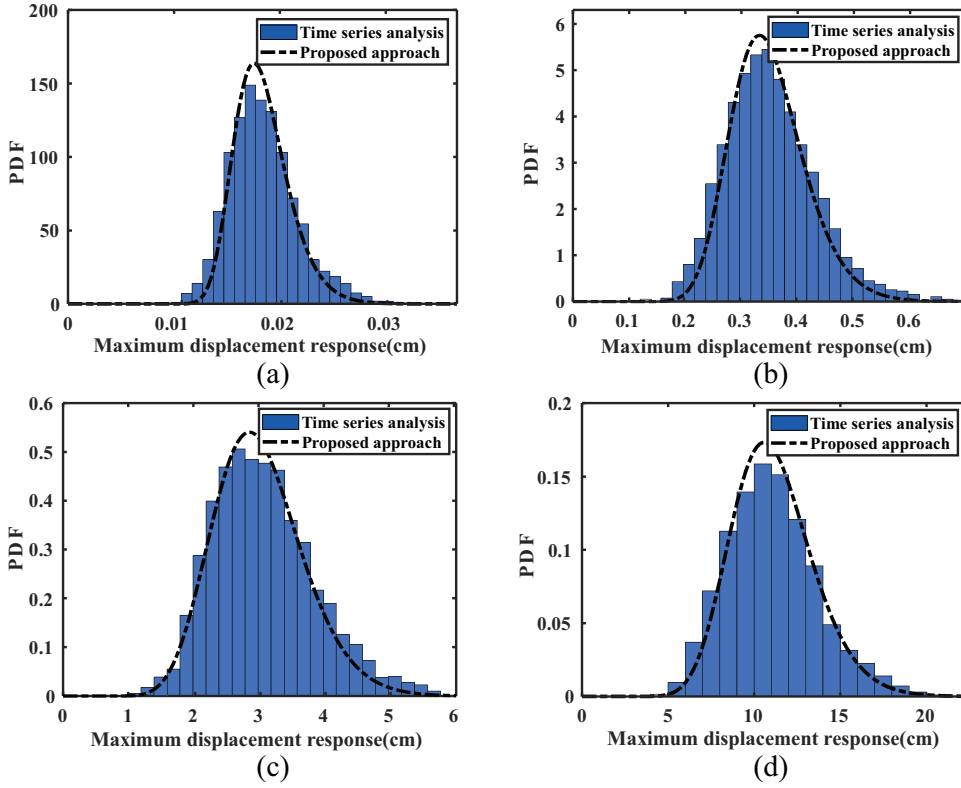 200
150
100
50
0
PDF
Time series analysis
Proposed approach
0
0.01
0.02
0.03
Maximum displacement response(cm)
(a)
6
5
4
3
2
1
0
PDF
Time series analysis
Proposed approach
0
0.1
0.2
0.3
0.4
0.5
0.6
Maximum displacement response(cm)
(b)
0.6
0.5
0.4
0.3
0.2
0.1
0
PDF
Time series analysis
Proposed approach
0
1
2
3
4
5
6
Maximum displacement response(cm)
(c)
0.2
0.15
0.1
0.05
0
PDF
Time series analysis
Proposed approach
0
5
10
15
20
Maximum displacement response(cm)
(d)